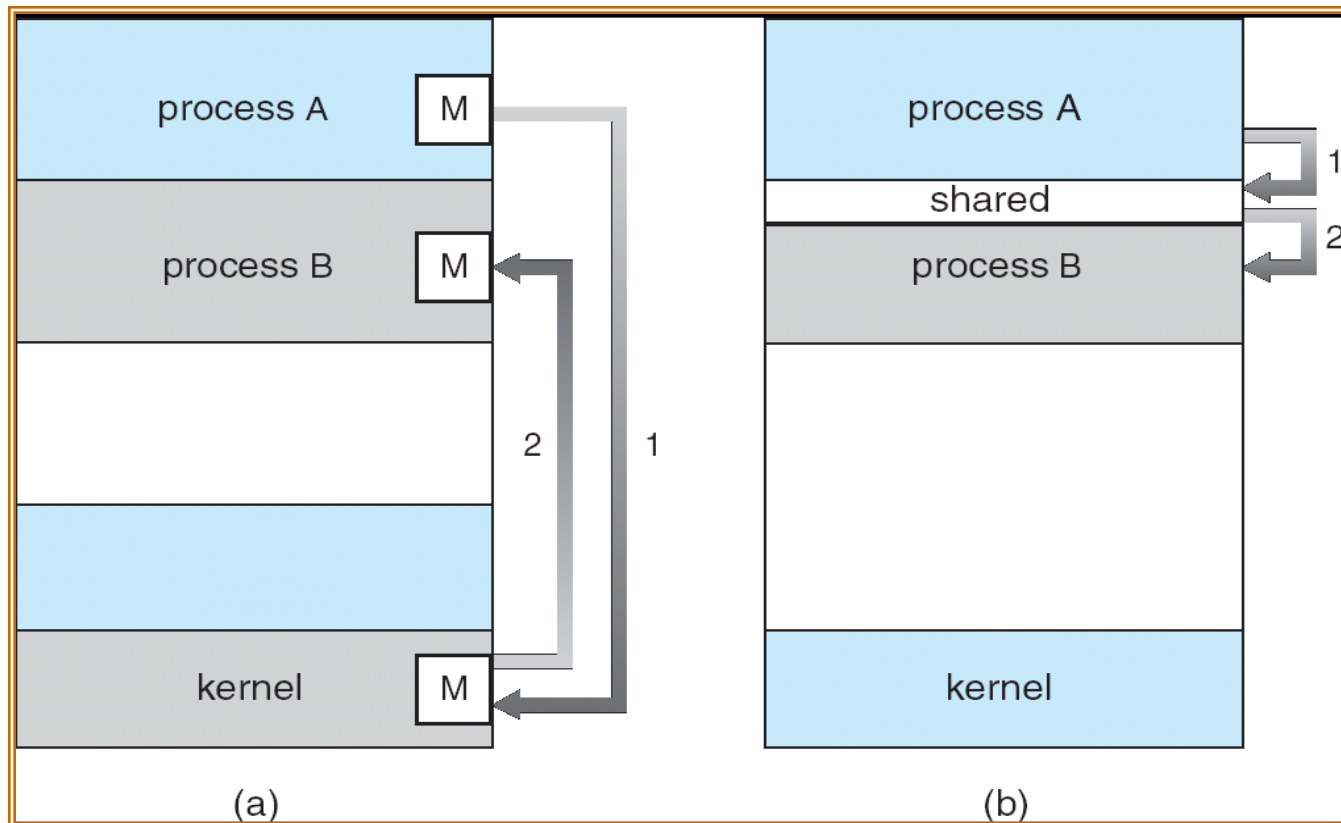 process A
M
process B
M
2
1
kernel
M
(a)
process A
1
shared
2
process B
kernel
(b)